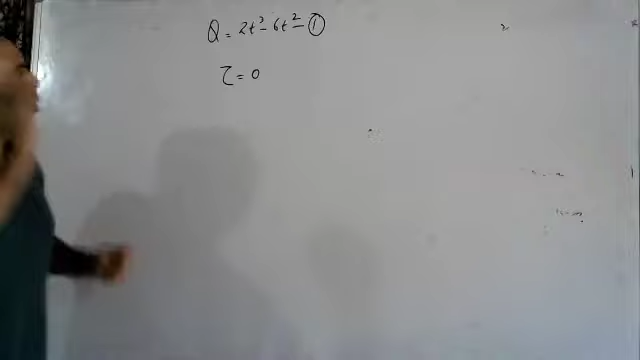 θ = 2t³ - 6t² - ①
τ = 0